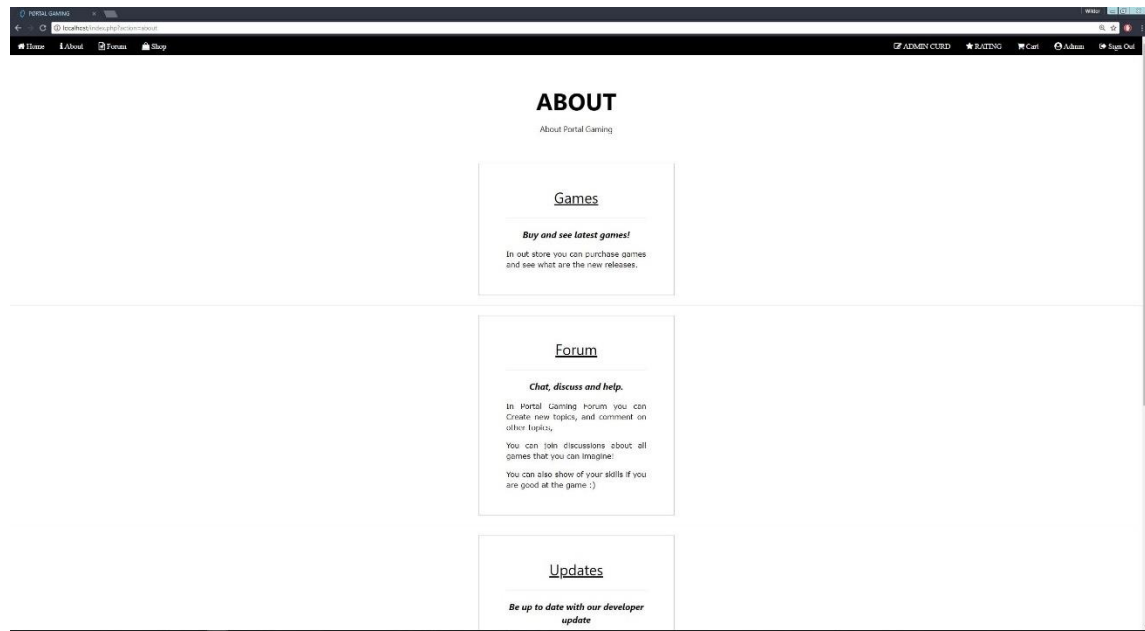 PORTAL GAMING
Wiktor
localhost/index.php?action=about
Home About Forum Shop ADMIN CURD RATING Cart Admin Sign Out
ABOUT
About Portal Gaming
Games
Buy and see latest games!
In out store you can purchase games
and see what are the new releases.
Forum
Chat, discuss and help.
In Portal Gaming Forum you can
Create new topics, and comment on
other topics,
You can join discussions about all
games that you can imagine!
You can also show of your skills if you
are good at the game :)
Updates
Be up to date with our developer
update